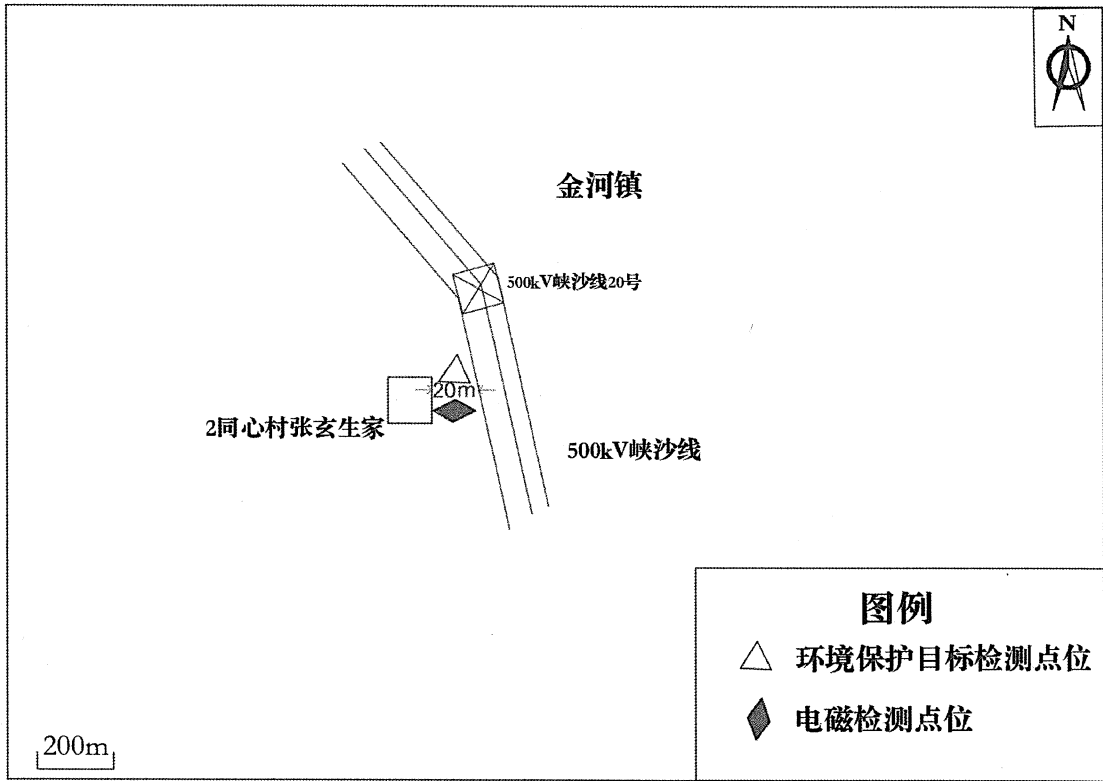 N
金河镇
500kV峡沙线20号
20m
2同心村张玄生家
500kV峡沙线
图例
环境保护目标检测点位
电磁检测点位
200m